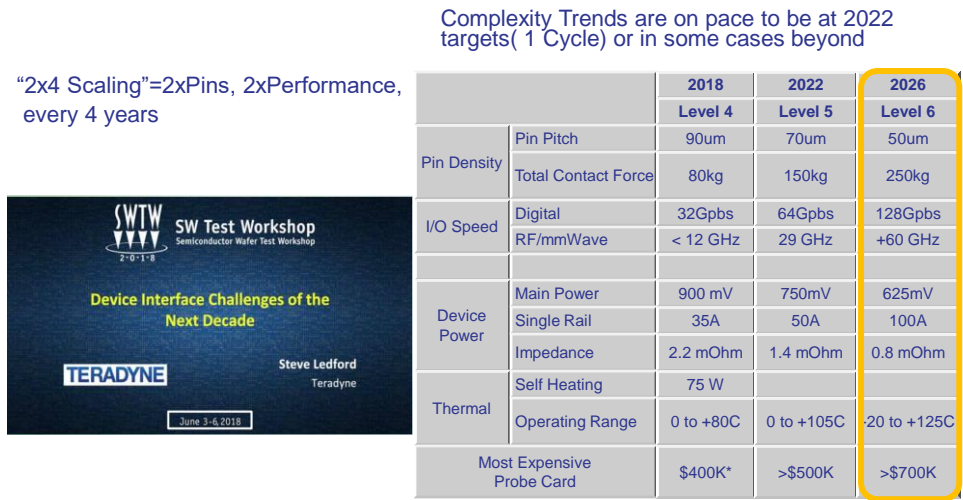 Complexity Trends are on pace to be at 2022
targets( 1 Cycle) or in some cases beyond
“2x4 Scaling”=2xPins, 2xPerformance,
every 4 years
SWTW
2·0·1·8
SW Test Workshop
Semiconductor Wafer Test Workshop
Device Interface Challenges of the
Next Decade
TERADYNE
Steve Ledford
Teradyne
June 3-6, 2018
2018 2022 2026
Level 4 Level 5 Level 6
Pin Density
Pin Pitch 90um 70um 50um
Total Contact Force 80kg 150kg 250kg
I/O Speed
Digital 32Gpbs 64Gpbs 128Gpbs
RF/mmWave < 12 GHz 29 GHz +60 GHz
Device
Power
Main Power 900 mV 750mV 625mV
Single Rail 35A 50A 100A
Impedance 2.2 mOhm 1.4 mOhm 0.8 mOhm
Thermal
Self Heating 75 W
Operating Range 0 to +80C 0 to +105C -20 to +125C
Most Expensive
Probe Card
$400K* >$500K >$700K